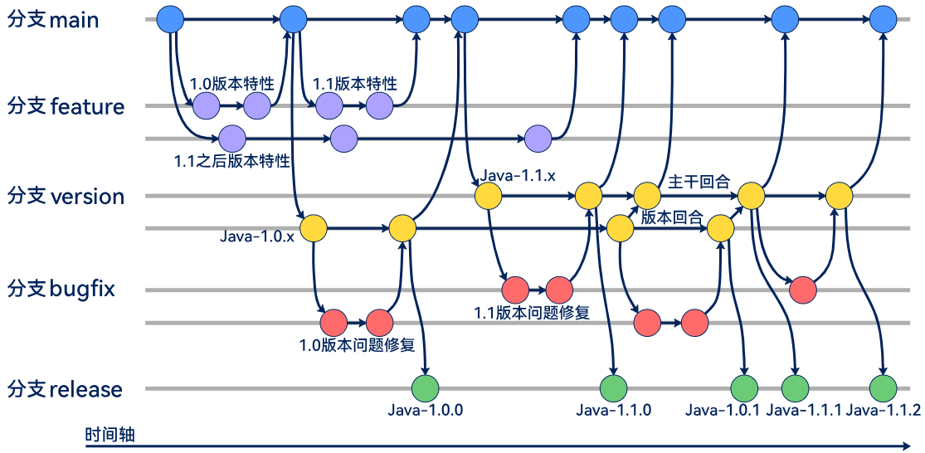 分支main
1.0版本特性
1.1版本特性
分支feature
1.1之后版本特性
Java-1.1.x
主干回合
分支version
版本回合
Java-1.0.x
分支bugfix
1.1版本问题修复
1.0版本问题修复
分支release
Java-1.0.0
Java-1.1.0
Java-1.0.1
Java-1.1.1
Java-1.1.2
时间轴